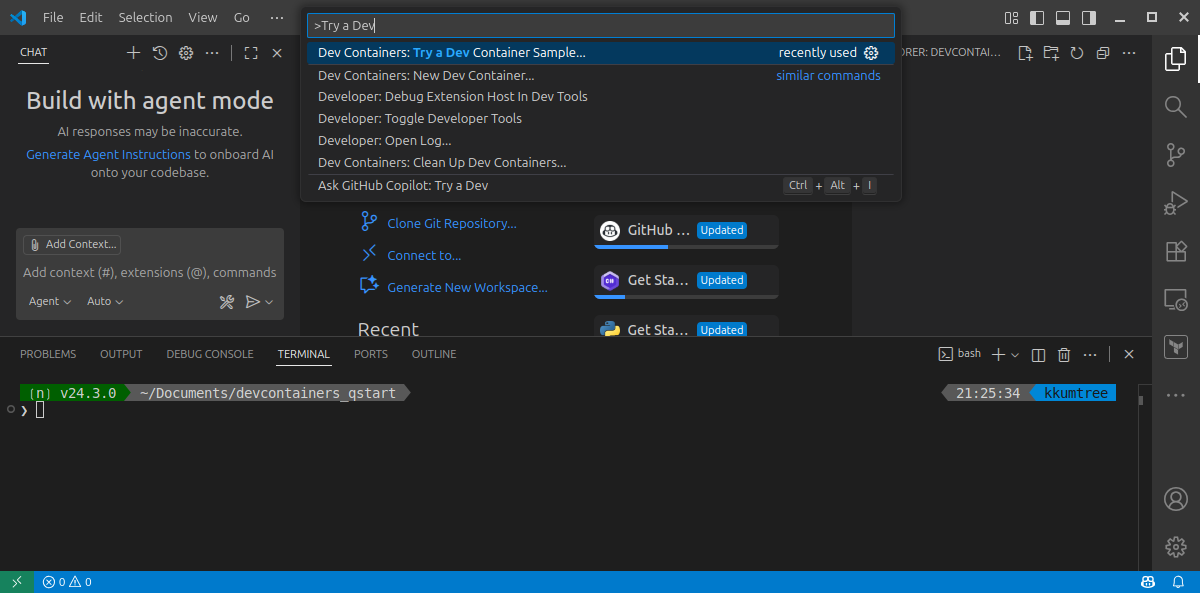 File Edit Selection View Go ···
>Try a Dev
Dev Containers: Try a Dev Container Sample... recently used
Dev Containers: New Dev Container... similar commands
Developer: Debug Extension Host In Dev Tools
Developer: Toggle Developer Tools
Developer: Open Log...
Dev Containers: Clean Up Dev Containers...
Ask GitHub Copilot: Try a Dev Ctrl + Alt + I
CHAT
ORER: DEVCONTAI...
Build with agent mode
AI responses may be inaccurate.
Generate Agent Instructions to onboard AI
onto your codebase.
Add Context...
Add context (#), extensions (@), commands
Agent Auto
Clone Git Repository...
Connect to...
Generate New Workspace...
Recent
GitHub ... Updated
Get Sta... Updated
Get Sta... Updated
PROBLEMS OUTPUT DEBUG CONSOLE TERMINAL PORTS OUTLINE
bash
[n] v24.3.0 ~/Documents/devcontainers_qstart 21:25:34 kkumtree
❯
0 0